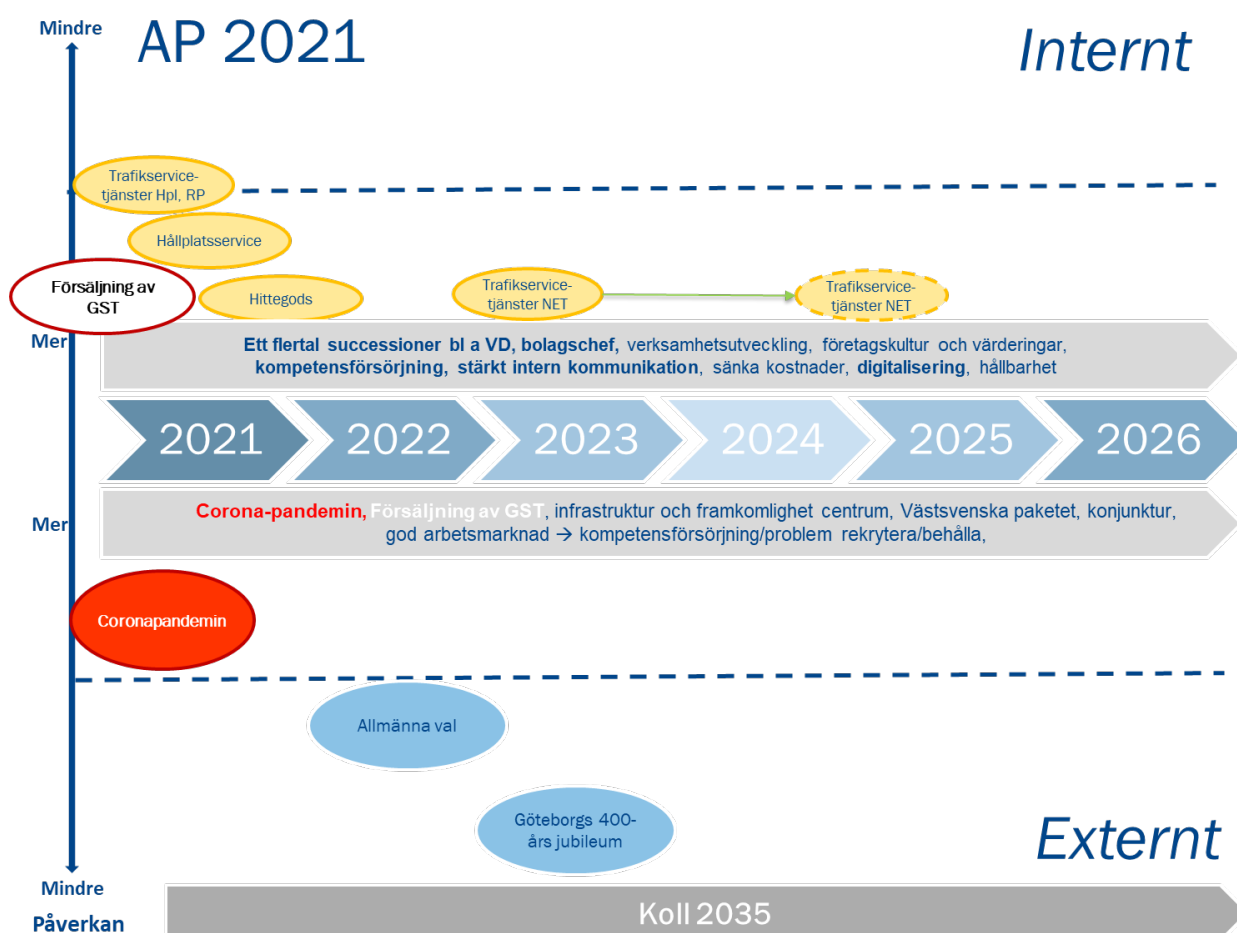 Mindre
AP 2021
Internt
Trafikservice-
tjänster Hpl, RP
Hållplatsservice
Försäljning av
GST
Hittegods
Trafikservice-
tjänster NET
Trafikservice-
tjänster NET
Mer
Ett flertal successioner bl a VD, bolagschef, verksamhetsutveckling, företagskultur och värderingar,
kompetensförsörjning, stärkt intern kommunikation, sänka kostnader, digitalisering, hållbarhet
2021
2022
2023
2024
2025
2026
Mer
Corona-pandemin, Försäljning av GST, infrastruktur och framkomlighet centrum, Västsvenska paketet, konjunktur,
god arbetsmarknad → kompetensförsörjning/problem rekrytera/behålla,
Coronapandemin
Allmänna val
Göteborgs 400-
års jubileum
Externt
Mindre
Påverkan
Koll 2035